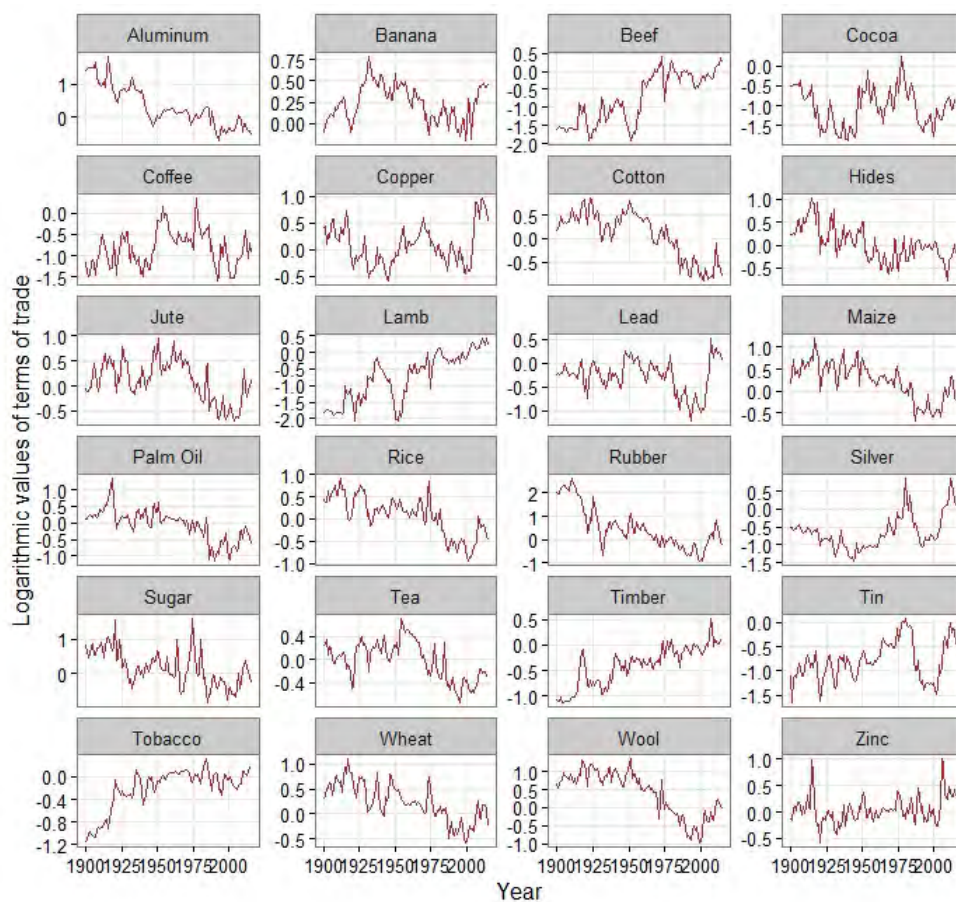 Aluminum Banana Beef Cocoa
1 0
0.75 0.50 0.25 0.00
0.5 0.0 -0.5 -1.0 -1.5 -2.0
0.0 -0.5 -1.0 -1.5
Coffee Copper Cotton Hides
0.0 -0.5 -1.0 -1.5
1.0 0.5 0.0 -0.5
0.5 0.0 -0.5
1.0 0.5 0.0 -0.5
Jute Lamb Lead Maize
1.0 0.5 0.0 -0.5
0.5 0.0 -0.5 -1.0 -1.5 -2.0
0.5 0.0 -0.5 -1.0
1.0 0.5 0.0 -0.5
Palm Oil Rice Rubber Silver
1.0 0.5 0.0 -0.5 -1.0
1.0 0.5 0.0 -0.5 -1.0
2 1 0 -1
0.5 0.0 -0.5 -1.0 -1.5
Sugar Tea Timber Tin
1 0
0.4 0.0 -0.4
0.5 0.0 -0.5 -1.0
0.0 -0.5 -1.0 -1.5
Tobacco Wheat Wool Zinc
0.0 -0.4 -0.8 -1.2
1.0 0.5 0.0 -0.5
1.0 0.5 0.0 -0.5 -1.0
1.0 0.5 0.0 -0.5
1900 1925 1950 1975 2000 1900 1925 1950 1975 2000 1900 1925 1950 1975 2000 1900 1925 1950 1975 2000
Year
Logarithmic values of terms of trade